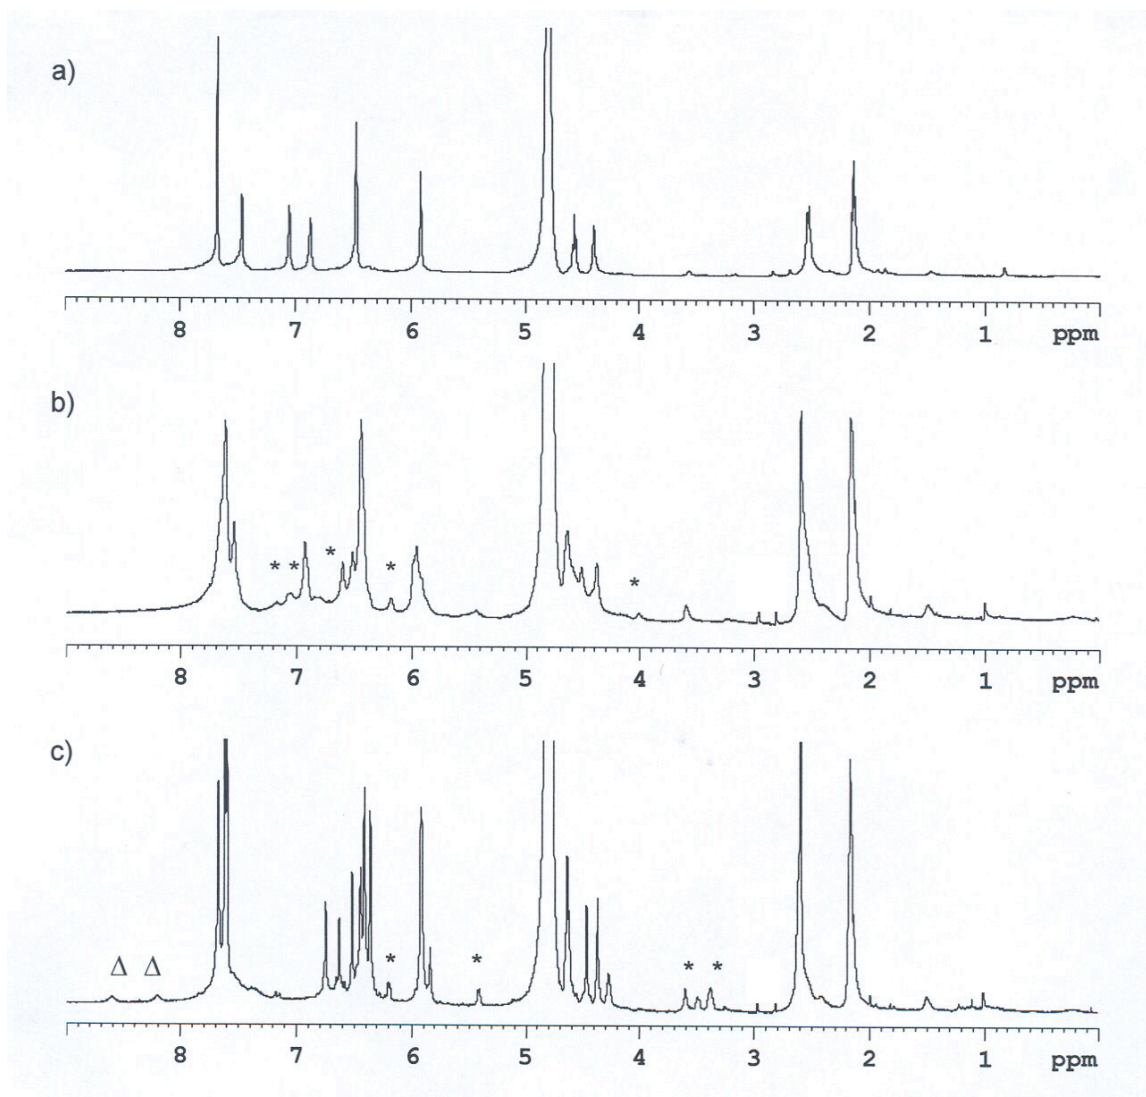 a)
8 7 6 5 4 3 2 1 ppm
b)
* * * * *
8 7 6 5 4 3 2 1 ppm
c)
Δ Δ * * * *
8 7 6 5 4 3 2 1 ppm